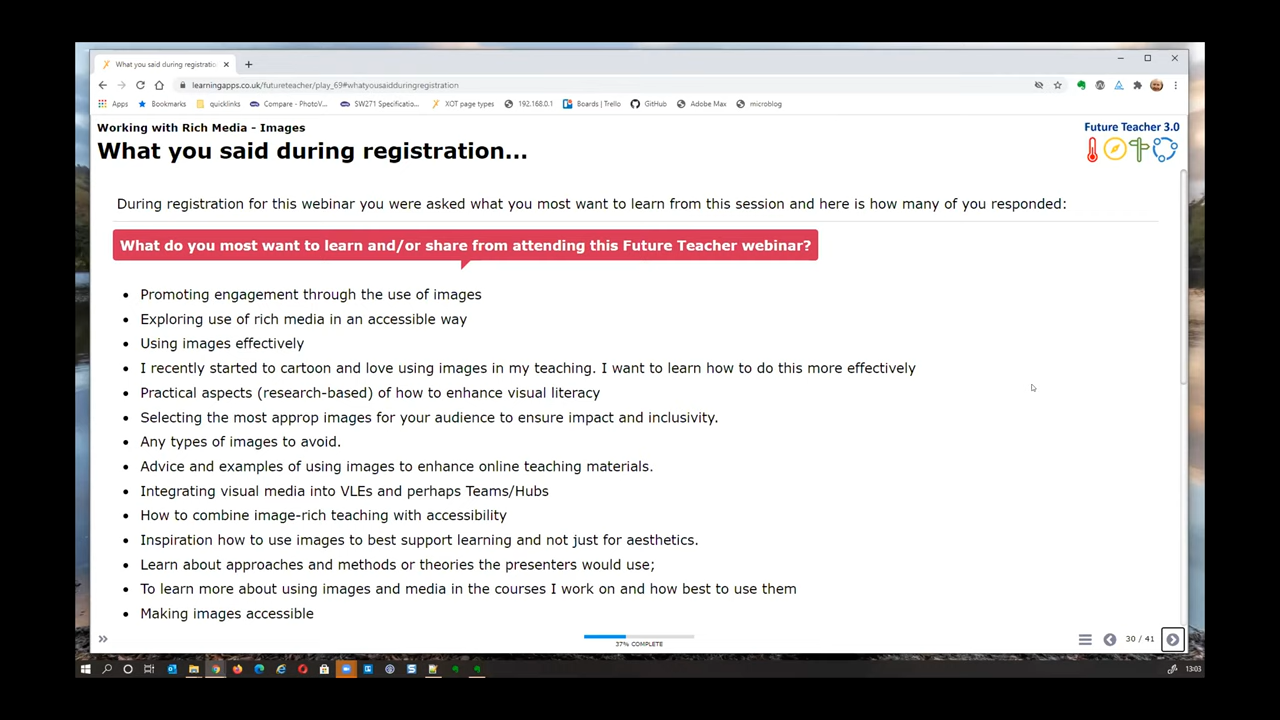 What you said during registratio
learningapps.co.uk/futureteacher/play_69#whatyousaidduringregistration
Apps Bookmarks quicklinks Compare - PhotoV... SW271 Specificatio... XOT page types 192.168.0.1 Boards | Trello GitHub Adobe Max microblog
Working with Rich Media - Images
Future Teacher 3.0
What you said during registration...
During registration for this webinar you were asked what you most want to learn from this session and here is how many of you responded:
What do you most want to learn and/or share from attending this Future Teacher webinar?
• Promoting engagement through the use of images
• Exploring use of rich media in an accessible way
• Using images effectively
• I recently started to cartoon and love using images in my teaching. I want to learn how to do this more effectively
• Practical aspects (research-based) of how to enhance visual literacy
• Selecting the most approp images for your audience to ensure impact and inclusivity.
• Any types of images to avoid.
• Advice and examples of using images to enhance online teaching materials.
• Integrating visual media into VLEs and perhaps Teams/Hubs
• How to combine image-rich teaching with accessibility
• Inspiration how to use images to best support learning and not just for aesthetics.
• Learn about approaches and methods or theories the presenters would use;
• To learn more about using images and media in the courses I work on and how best to use them
• Making images accessible
37% COMPLETE
30 / 41
13:03